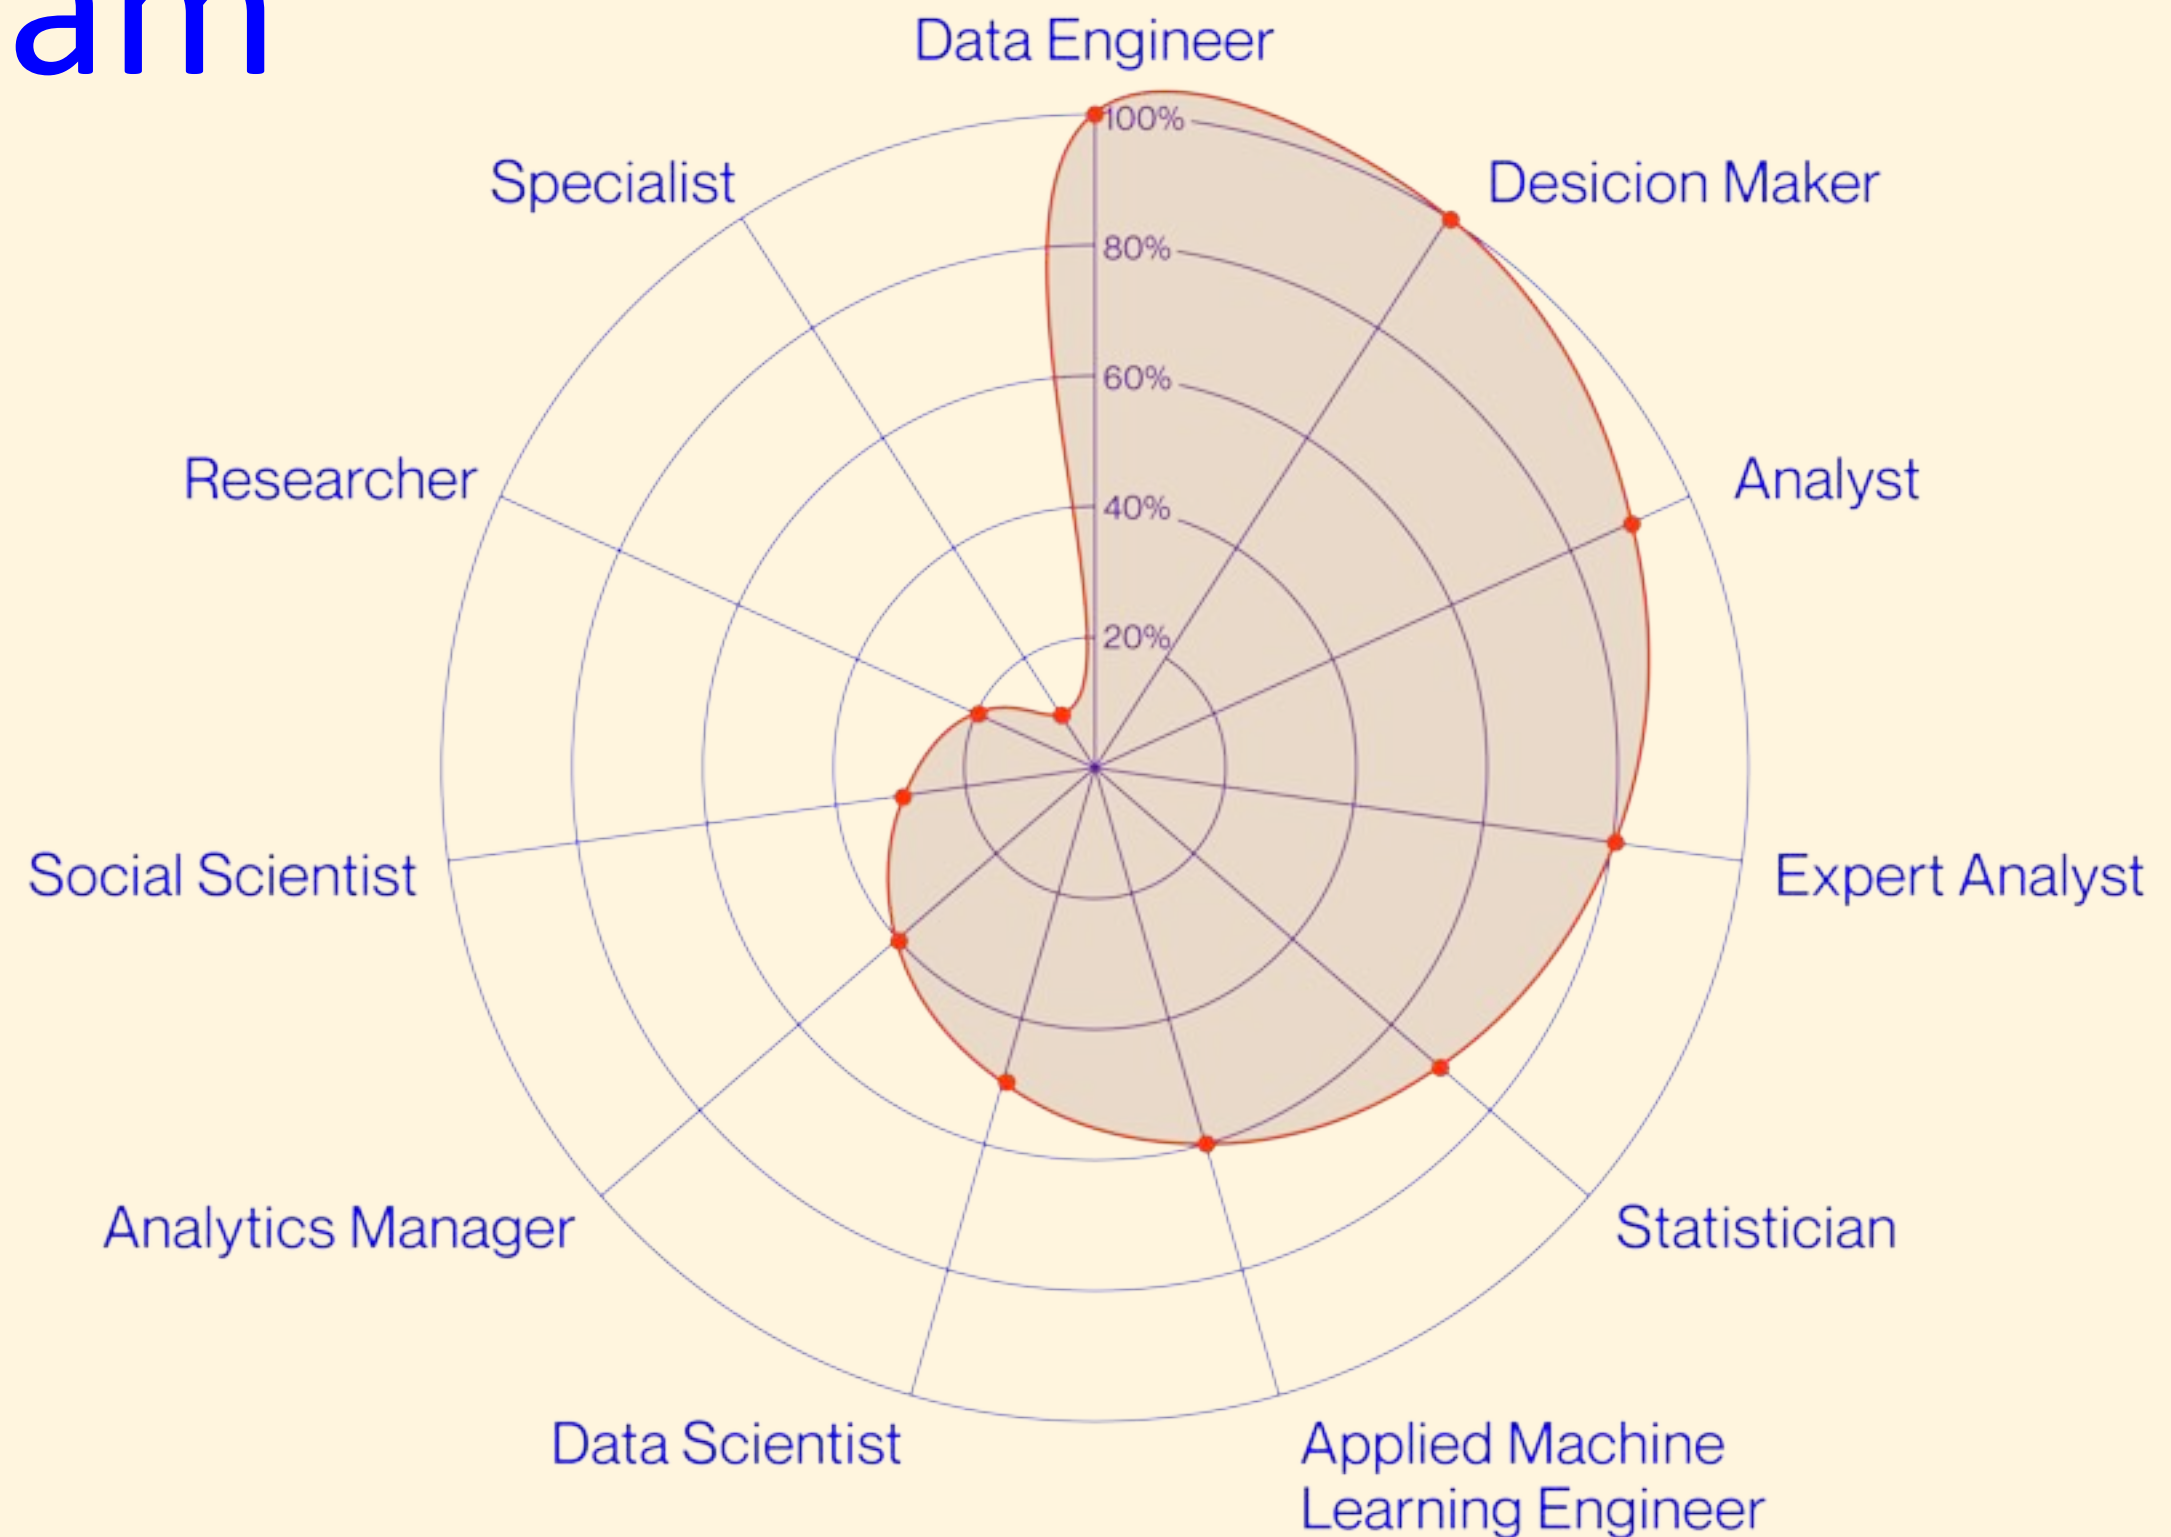 am
Data Engineer
100%
Specialist
Desicion Maker
80%
60%
Researcher
Analyst
40%
20%
Social Scientist
Expert Analyst
Analytics Manager
Statistician
Data Scientist
Applied Machine
Learning Engineer